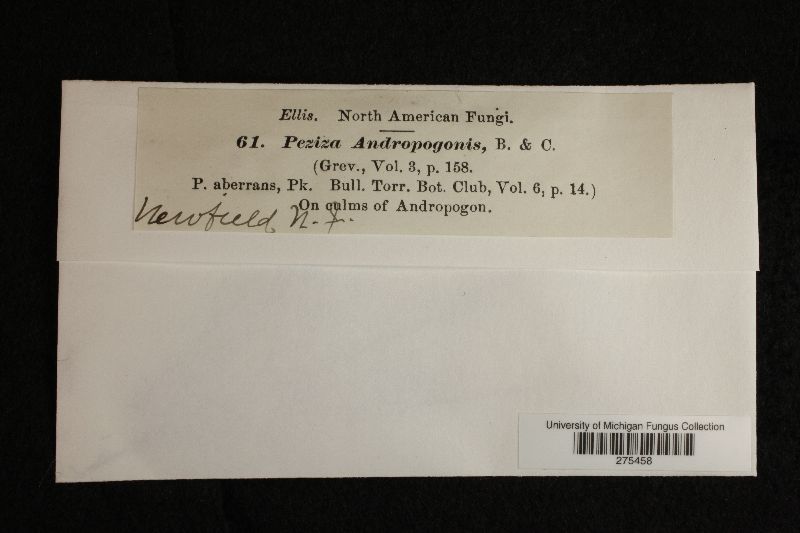 Ellis. North American Fungi.
61. Peziza Andropogonis, B. & C.
(Grev., Vol. 3, p. 158.
P. aberrans, Pk. Bull. Torr. Bot. Club, Vol. 6, p. 14.)
On culms of Andropogon.
Newfield, N. J.
University of Michigan Fungus Collection
275458